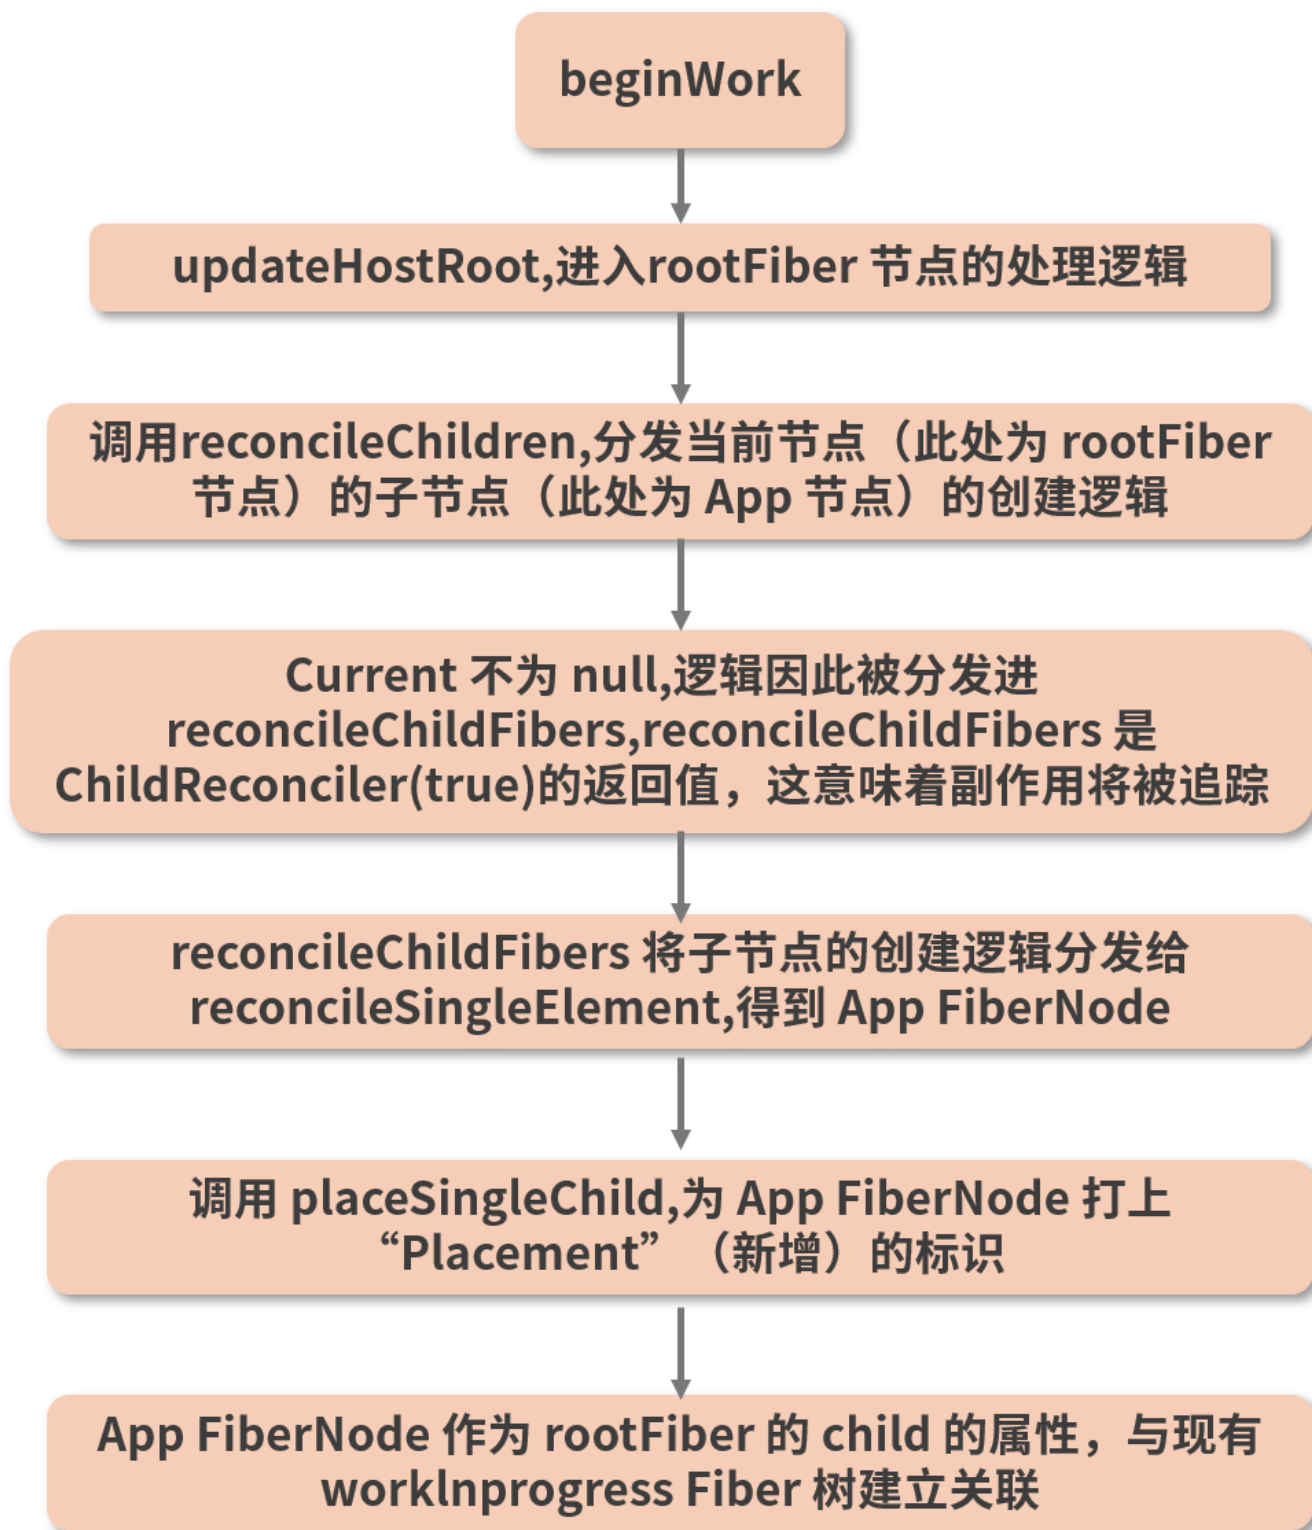 beginWork
updateHostRoot,进入rootFiber 节点的处理逻辑
调用reconcileChildren,分发当前节点（此处为 rootFiber
节点）的子节点（此处为 App 节点）的创建逻辑
Current 不为 null,逻辑因此被分发进
reconcileChildFibers,reconcileChildFibers 是
ChildReconciler(true)的返回值，这意味着副作用将被追踪
reconcileChildFibers 将子节点的创建逻辑分发给
reconcileSingleElement,得到 App FiberNode
调用 placeSingleChild,为 App FiberNode 打上
“Placement”（新增）的标识
App FiberNode 作为 rootFiber 的 child 的属性，与现有
worklnprogress Fiber 树建立关联